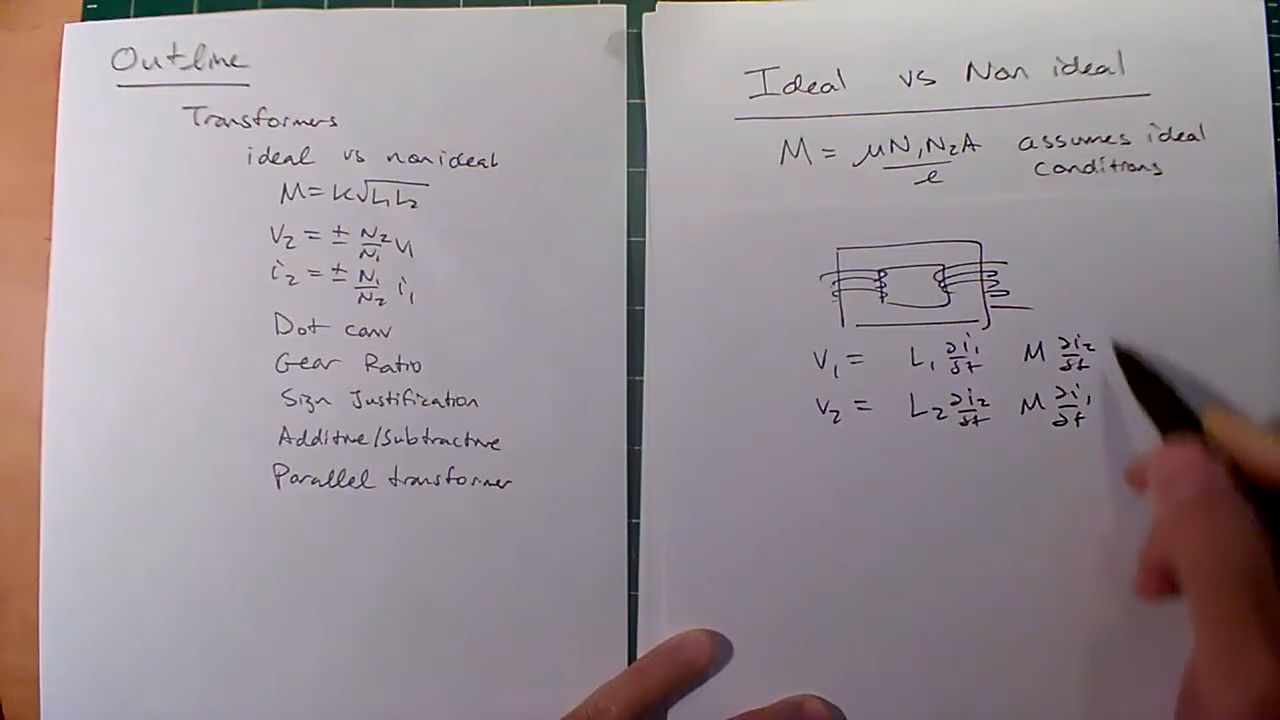 Outline
Transformers
ideal vs nonideal
M = k√L₁L₂
V₂ = ± N₂/N₁ V₁
i₂ = ± N₁/N₂ i₁
Dot conv
Gear Ratio
Sign Justification
Additive/Subtractive
Parallel transformer
Ideal vs Non ideal
M = μN₁N₂A/l assumes ideal
conditions
V₁ = L₁ ∂i₁/∂t M ∂i₂/∂t
V₂ = L₂ ∂i₂/∂t M ∂i₁/∂t